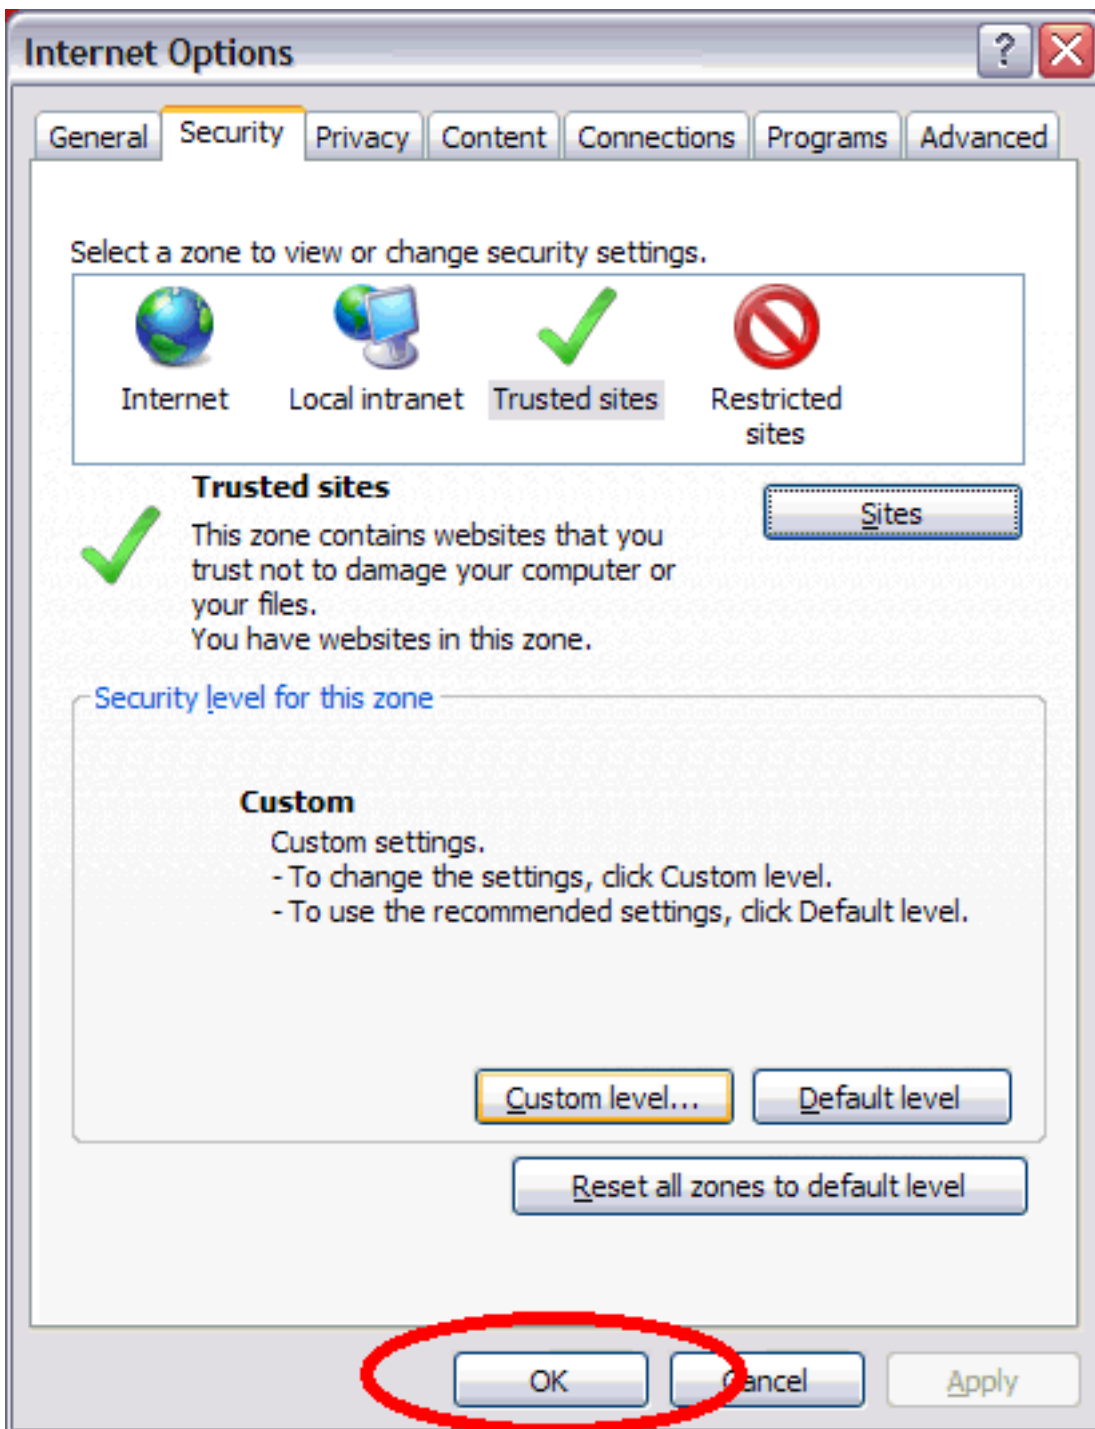 Internet Options
?
General Security Privacy Content Connections Programs Advanced
Select a zone to view or change security settings.
Internet Local intranet Trusted sites Restricted
sites
Trusted sites
Sites
This zone contains websites that you
trust not to damage your computer or
your files.
You have websites in this zone.
Security level for this zone
Custom
Custom settings.
- To change the settings, click Custom level.
- To use the recommended settings, click Default level.
Custom level... Default level
Reset all zones to default level
OK Cancel Apply